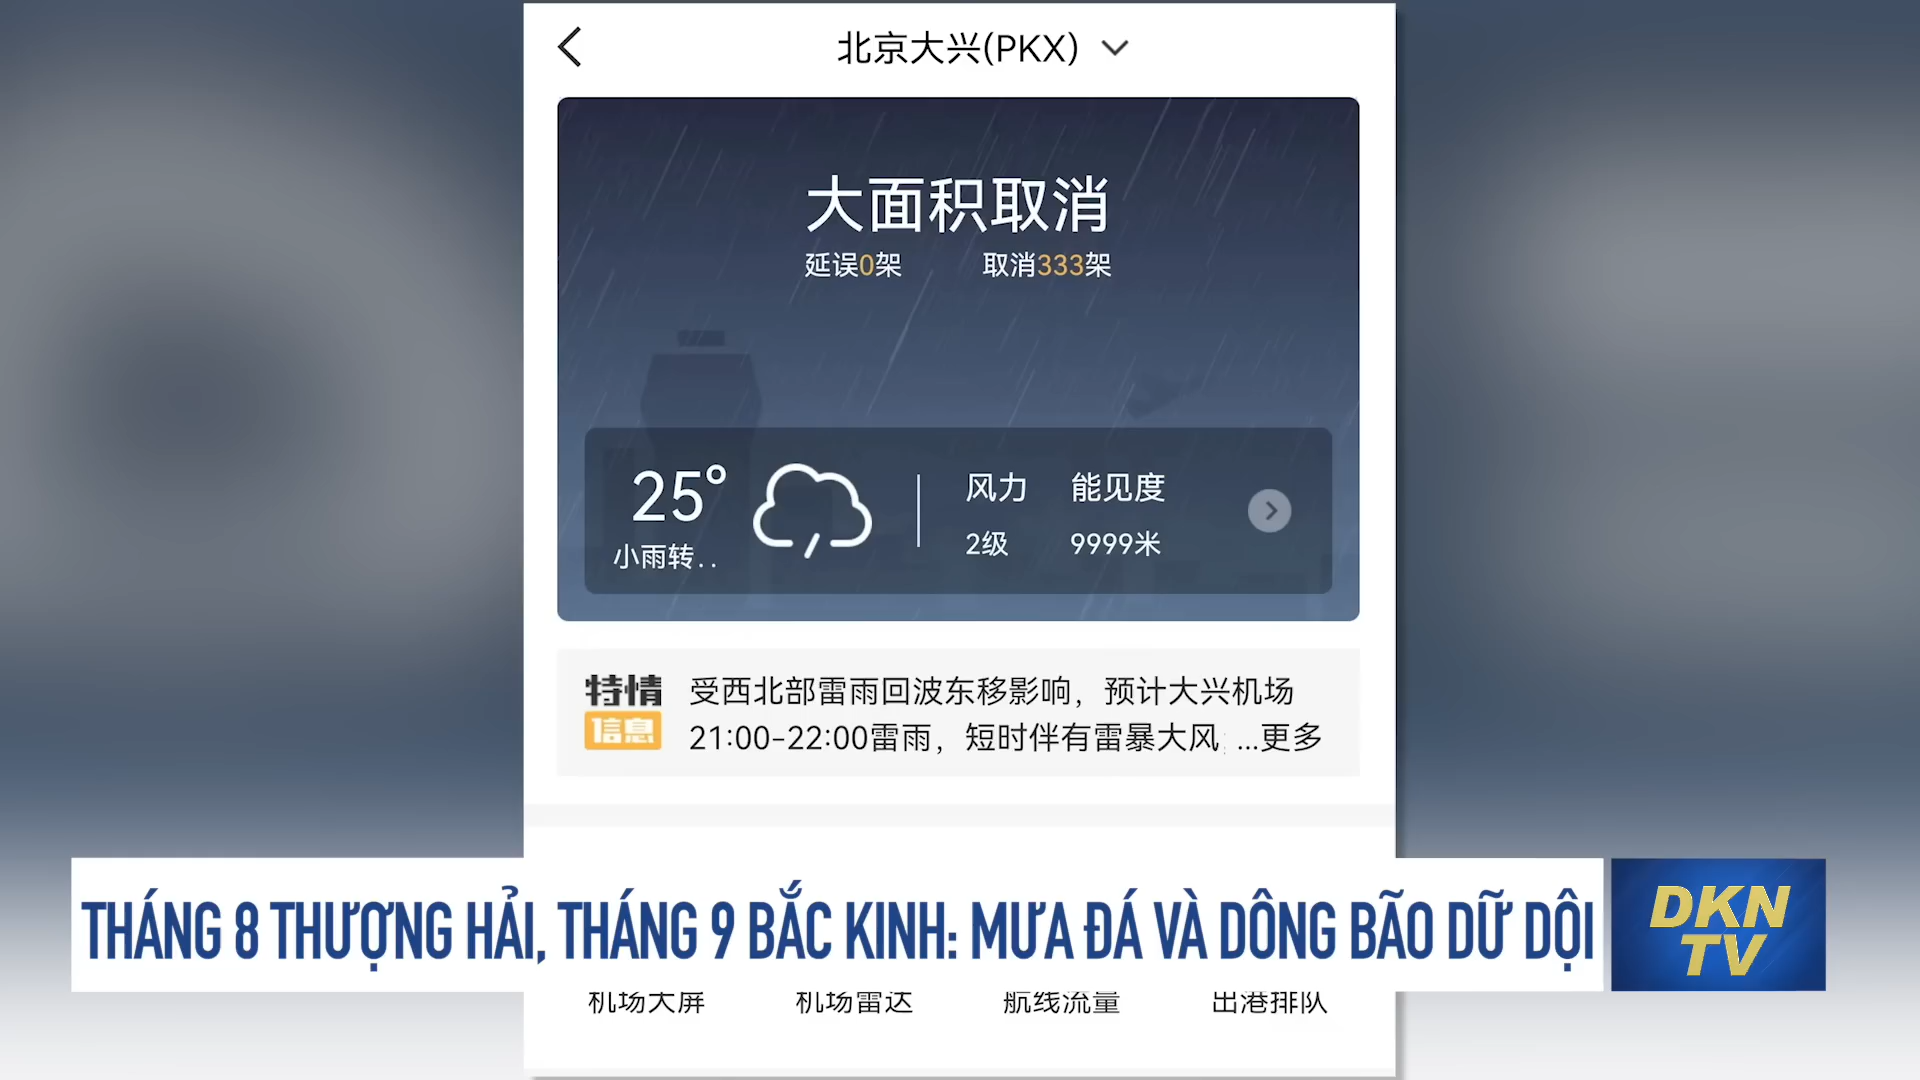 北京大兴(PKX)
大面积取消
延误0架 取消333架
25°
小雨转..
风力 能见度
2级 9999米
特情
信息
受西北部雷雨回波东移影响，预计大兴机场
21:00-22:00雷雨，短时伴有雷暴大风 ...更多
THÁNG 8 THƯỢNG HẢI, THÁNG 9 BẮC KINH: MƯA ĐÁ VÀ DÔNG BÃO DỮ DỘI
DKN
TV
机场大屏 机场雷达 航线流量 出港排队